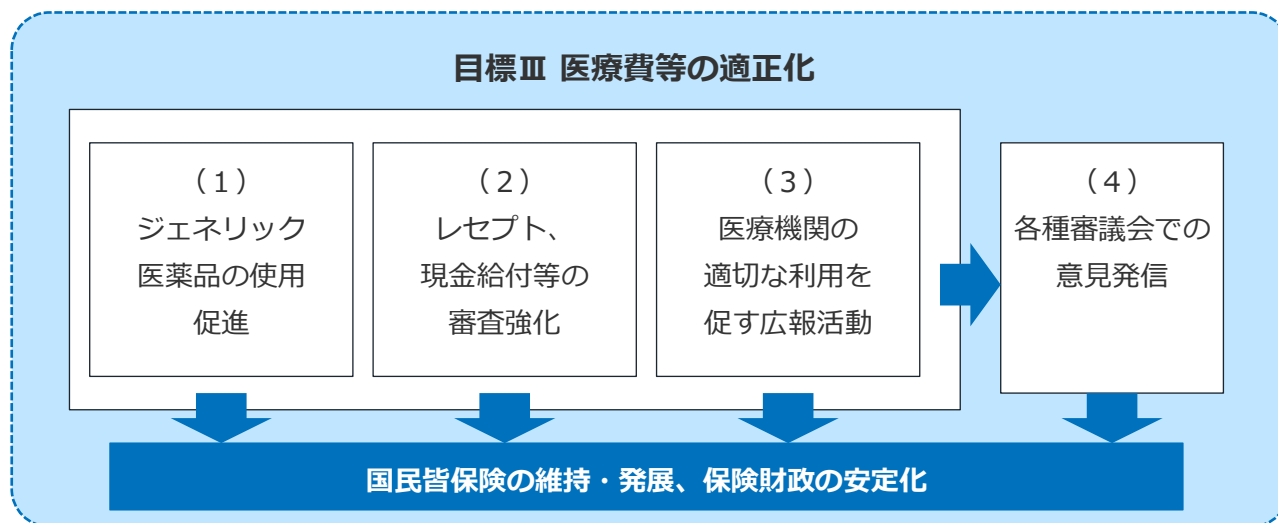 目標Ⅲ 医療費等の適正化
（１）
ジェネリック
医薬品の使用
促進
（２）
レセプト、
現金給付等の
審査強化
（３）
医療機関の
適切な利用を
促す広報活動
（４）
各種審議会での
意見発信
国民皆保険の維持・発展、保険財政の安定化